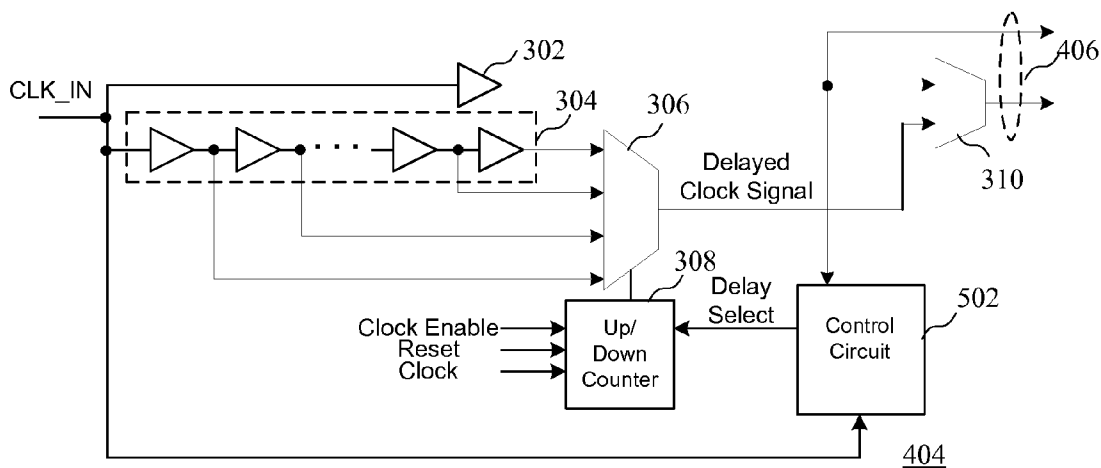 302
406
CLK_IN
304
306
Delayed
Clock Signal
310
308
Delay
Select
502
Clock Enable
Reset
Clock
Up/
Down
Counter
Control
Circuit
404